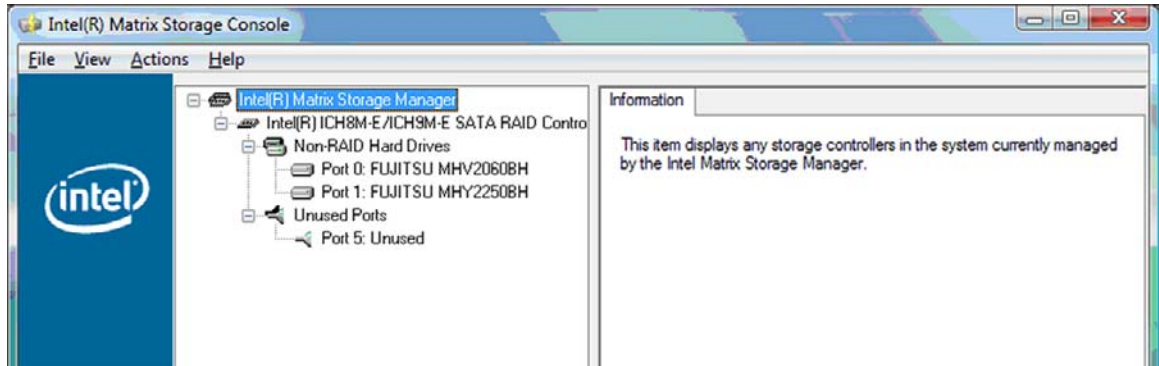 Intel(R) Matrix Storage Console
File View Actions Help
intel
Intel(R) Matrix Storage Manager
Intel(R) ICH8M-E/ICH9M-E SATA RAID Contro
Non-RAID Hard Drives
Port 0: FUJITSU MHV2060BH
Port 1: FUJITSU MHY2250BH
Unused Ports
Port 5: Unused
Information
This item displays any storage controllers in the system currently managed
by the Intel Matrix Storage Manager.